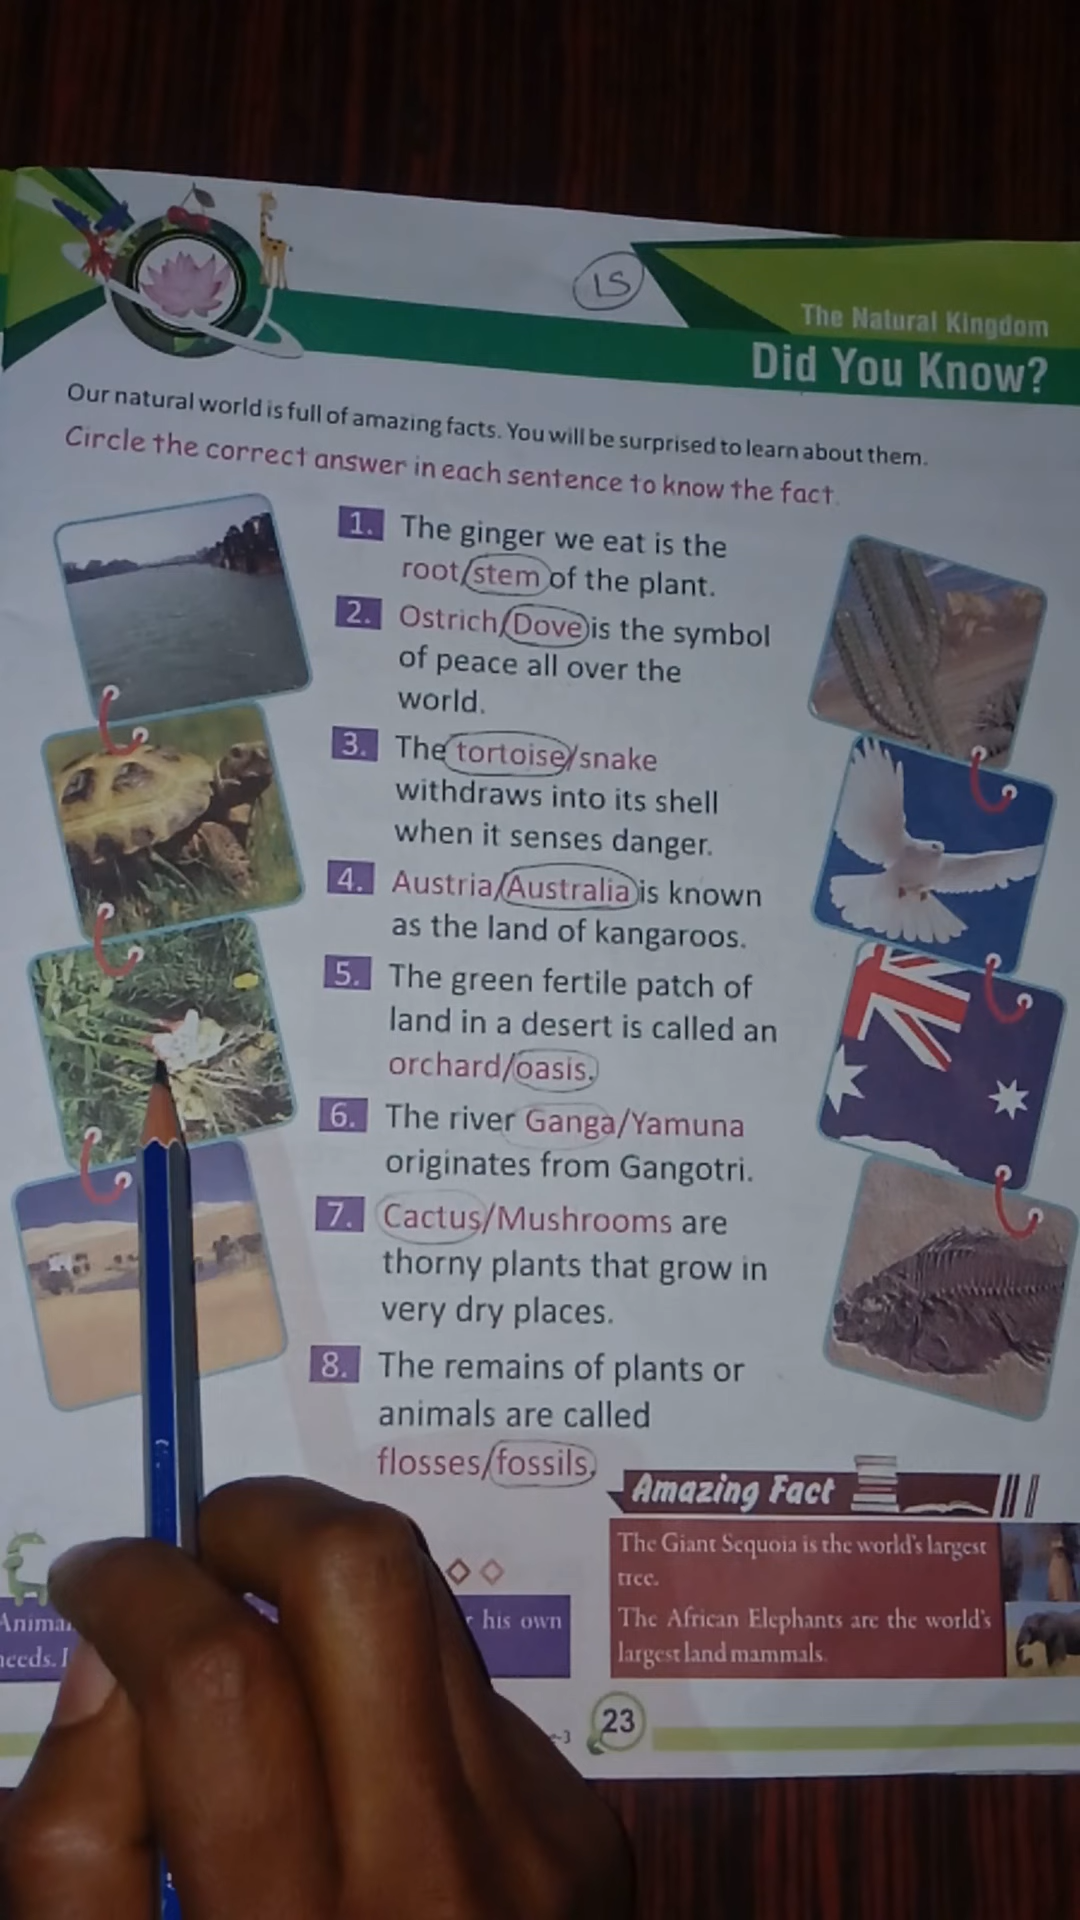 15
The Natural Kingdom
Did You Know?
Our natural world is full of amazing facts. You will be surprised to learn about them.
Circle the correct answer in each sentence to know the fact.
1. The ginger we eat is the
root/stem of the plant.
2. Ostrich/Dove is the symbol
of peace all over the
world.
3. The tortoise/snake
withdraws into its shell
when it senses danger.
4. Austria/Australia is known
as the land of kangaroos.
5. The green fertile patch of
land in a desert is called an
orchard/oasis.
6. The river Ganga/Yamuna
originates from Gangotri.
7. Cactus/Mushrooms are
thorny plants that grow in
very dry places.
8. The remains of plants or
animals are called
flosses/fossils.
Amazing Fact
The Giant Sequoia is the world's largest
tree.
The African Elephants are the world's
largest land mammals.
his own
needs.
-3
23